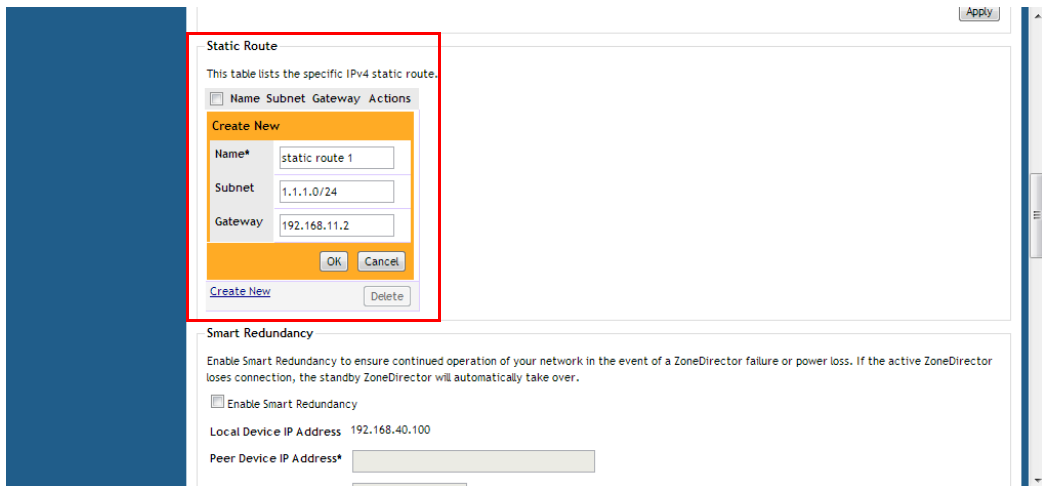 Apply
Static Route
This table lists the specific IPv4 static route.
Name Subnet Gateway Actions
Create New
Name* static route 1
Subnet 1.1.1.0/24
Gateway 192.168.11.2
OK Cancel
Create New Delete
Smart Redundancy
Enable Smart Redundancy to ensure continued operation of your network in the event of a ZoneDirector failure or power loss. If the active ZoneDirector
loses connection, the standby ZoneDirector will automatically take over.
Enable Smart Redundancy
Local Device IP Address 192.168.40.100
Peer Device IP Address*